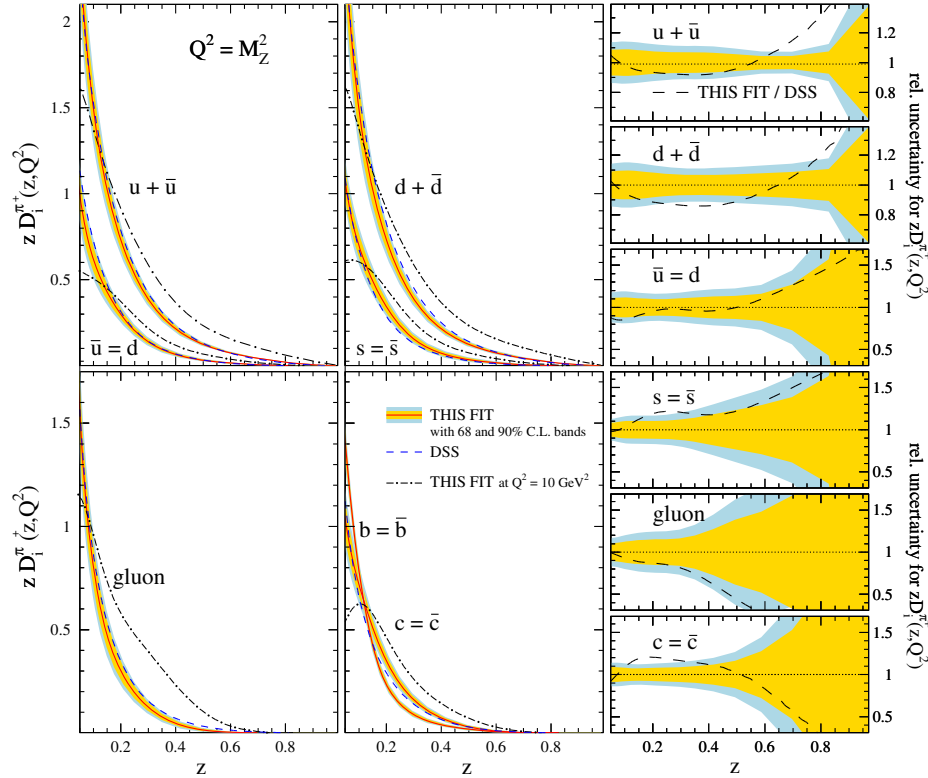 Q² = M_Z²
u + ū
ū = d
z D_i^π⁺(z,Q²)
2
1.5
1
0.5
d + d̄
s = s̄
gluon
z D_i^π⁺(z,Q²)
1.5
1
0.5
0.2 0.4 0.6 0.8
z
THIS FIT
with 68 and 90% C.L. bands
DSS
THIS FIT at Q² = 10 GeV²
b = b̄
c = c̄
0.2 0.4 0.6 0.8
z
u + ū
THIS FIT / DSS
1.2
1
0.8
d + d̄
1.2
1
0.8
ū = d
1.5
1
0.5
rel. uncertainty for zD_i^π⁺(z,Q²)
s = s̄
1.5
1
0.5
gluon
1.5
1
0.5
c = c̄
1.5
1
0.5
rel. uncertainty for zD_i^π⁺(z,Q²)
0.2 0.4 0.6 0.8
z